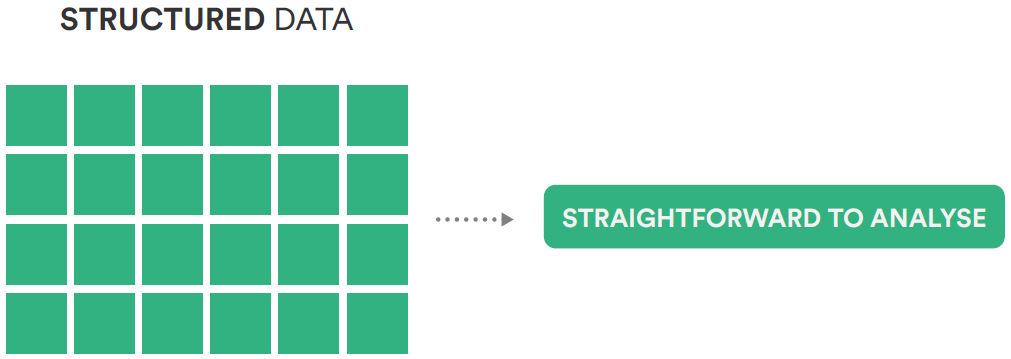 STRUCTURED DATA
STRAIGHTFORWARD TO ANALYSE